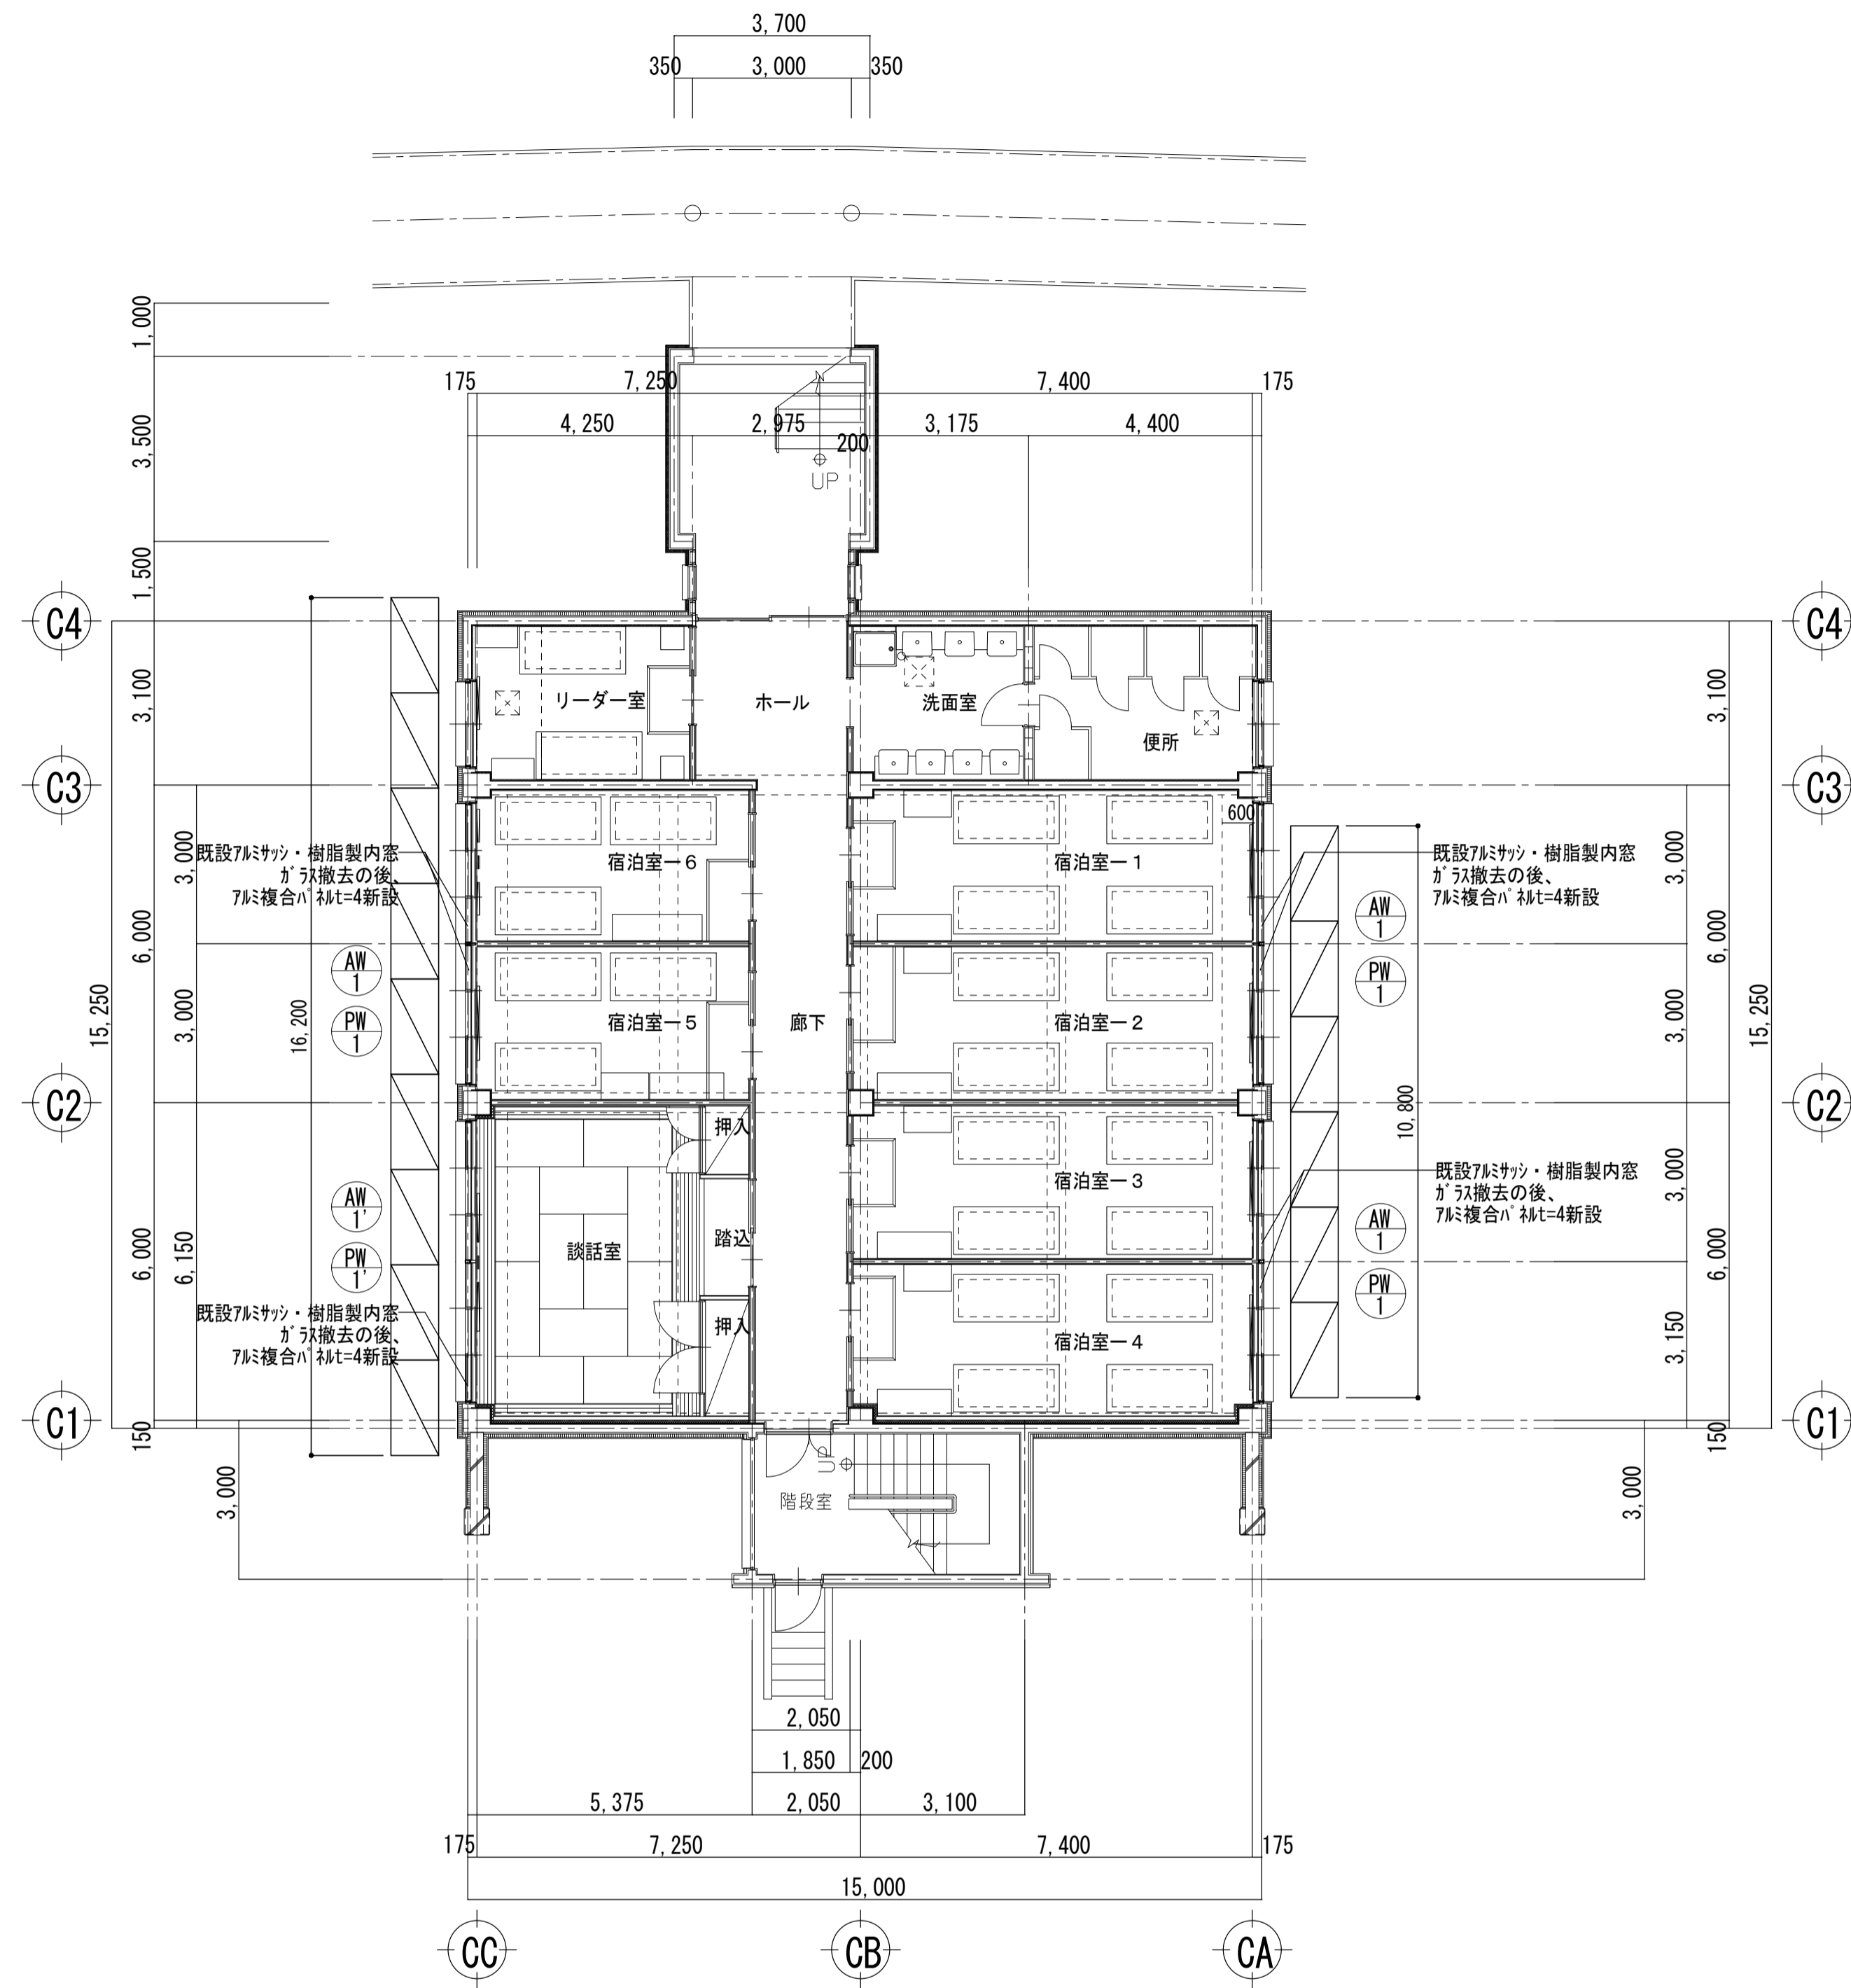 3,700
350 3,000 350
1,000
3,500
1,500
175 7,250 7,400 175
4,250 2,975 3,175 4,400
200
UP
C4 C4
3,100 リーダー室 ホール 洗面室 便所 3,100
C3 C3
600
宿泊室ー6 宿泊室ー1
既設アルミサッシ・樹脂製内窓
ガラス撤去の後、
アルミ複合パネルt=4新設
既設アルミサッシ・樹脂製内窓
ガラス撤去の後、
アルミ複合パネルt=4新設
3,000 3,000
6,000 6,000
AW
1
PW
1
AW
1
PW
1
15,250 3,000 16,200
宿泊室ー5 廊下 宿泊室ー2
3,000 15,250
C2 C2
10,800
押入
宿泊室ー3
既設アルミサッシ・樹脂製内窓
ガラス撤去の後、
アルミ複合パネルt=4新設
3,000
AW
1'
PW
1'
談話室 踏込
AW
1
PW
1
6,000 6,150 6,000
既設アルミサッシ・樹脂製内窓
ガラス撤去の後、
アルミ複合パネルt=4新設
押入
宿泊室ー4
3,150
C1 C1
150 150
3,000 3,000
UP
階段室
2,050
1,850 200
5,375 2,050 3,100
175 7,250 7,400 175
15,000
CC CB CA